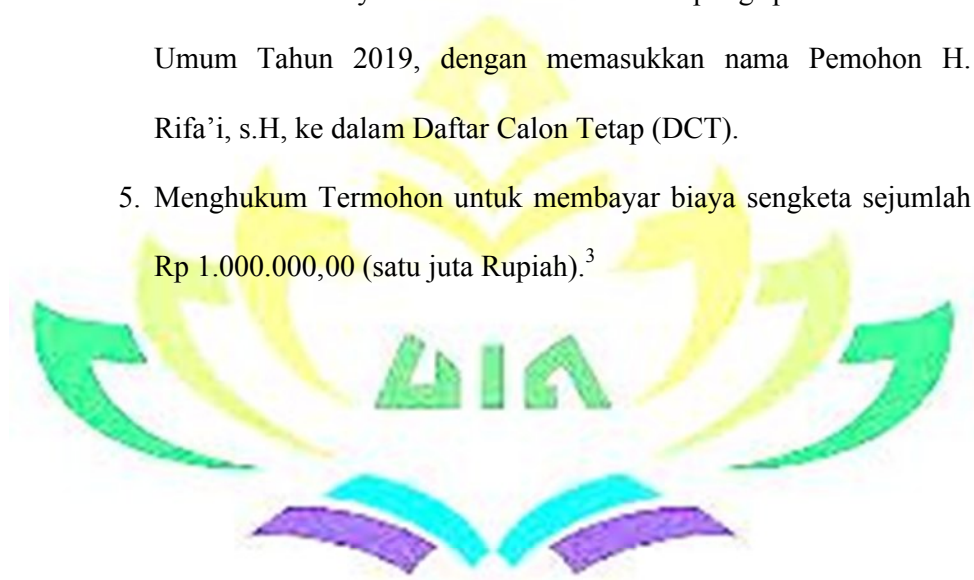 Umum Tahun 2019, dengan memasukkan nama Pemohon H.
Rifa’i, s.H, ke dalam Daftar Calon Tetap (DCT).
5. Menghukum Termohon untuk membayar biaya sengketa sejumlah
Rp 1.000.000,00 (satu juta Rupiah).3